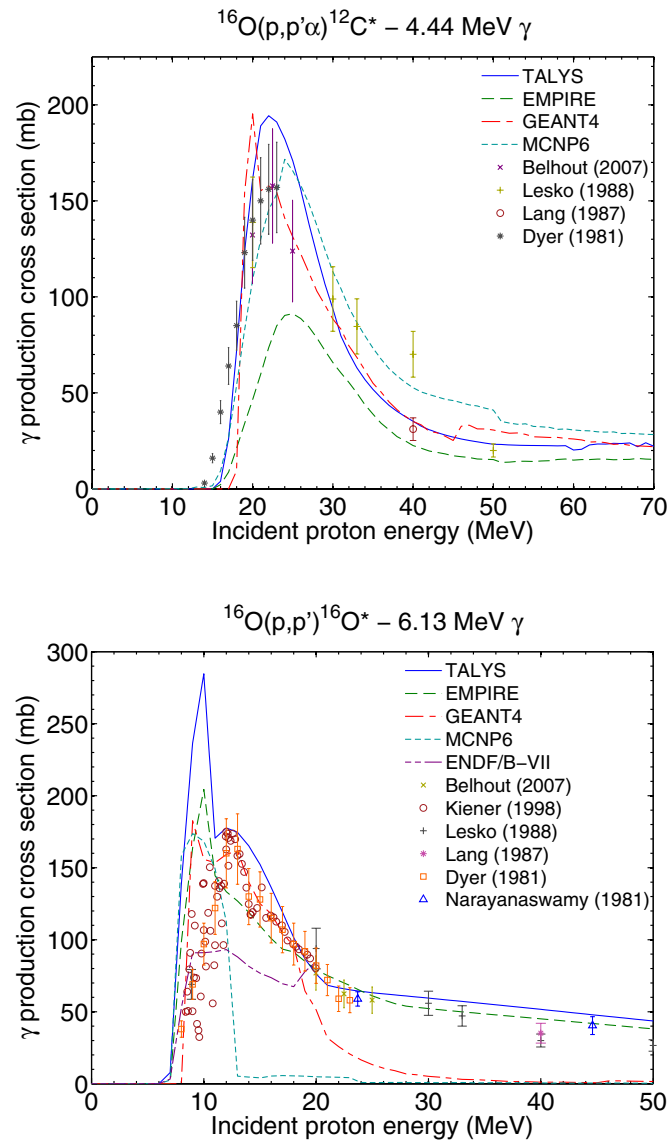 ¹⁶O(p,p'α)¹²C* − 4.44 MeV γ
γ production cross section (mb)
200
150
100
50
0
TALYS
EMPIRE
GEANT4
MCNP6
Belhout (2007)
Lesko (1988)
Lang (1987)
Dyer (1981)
0 10 20 30 40 50 60 70
Incident proton energy (MeV)
¹⁶O(p,p')¹⁶O* − 6.13 MeV γ
γ production cross section (mb)
300
250
200
150
100
50
0
TALYS
EMPIRE
GEANT4
MCNP6
ENDF/B−VII
Belhout (2007)
Kiener (1998)
Lesko (1988)
Lang (1987)
Dyer (1981)
Narayanaswamy (1981)
0 10 20 30 40 50
Incident proton energy (MeV)